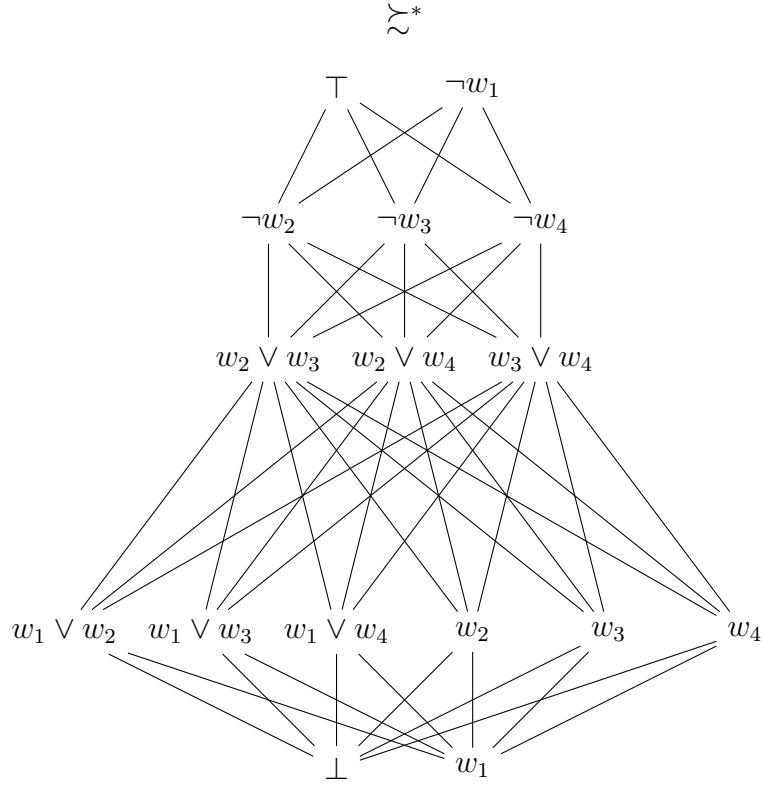 ≿*
⊤ ¬w₁
¬w₂ ¬w₃ ¬w₄
w₂ ∨ w₃ w₂ ∨ w₄ w₃ ∨ w₄
w₁ ∨ w₂ w₁ ∨ w₃ w₁ ∨ w₄ w₂ w₃ w₄
⊥ w₁